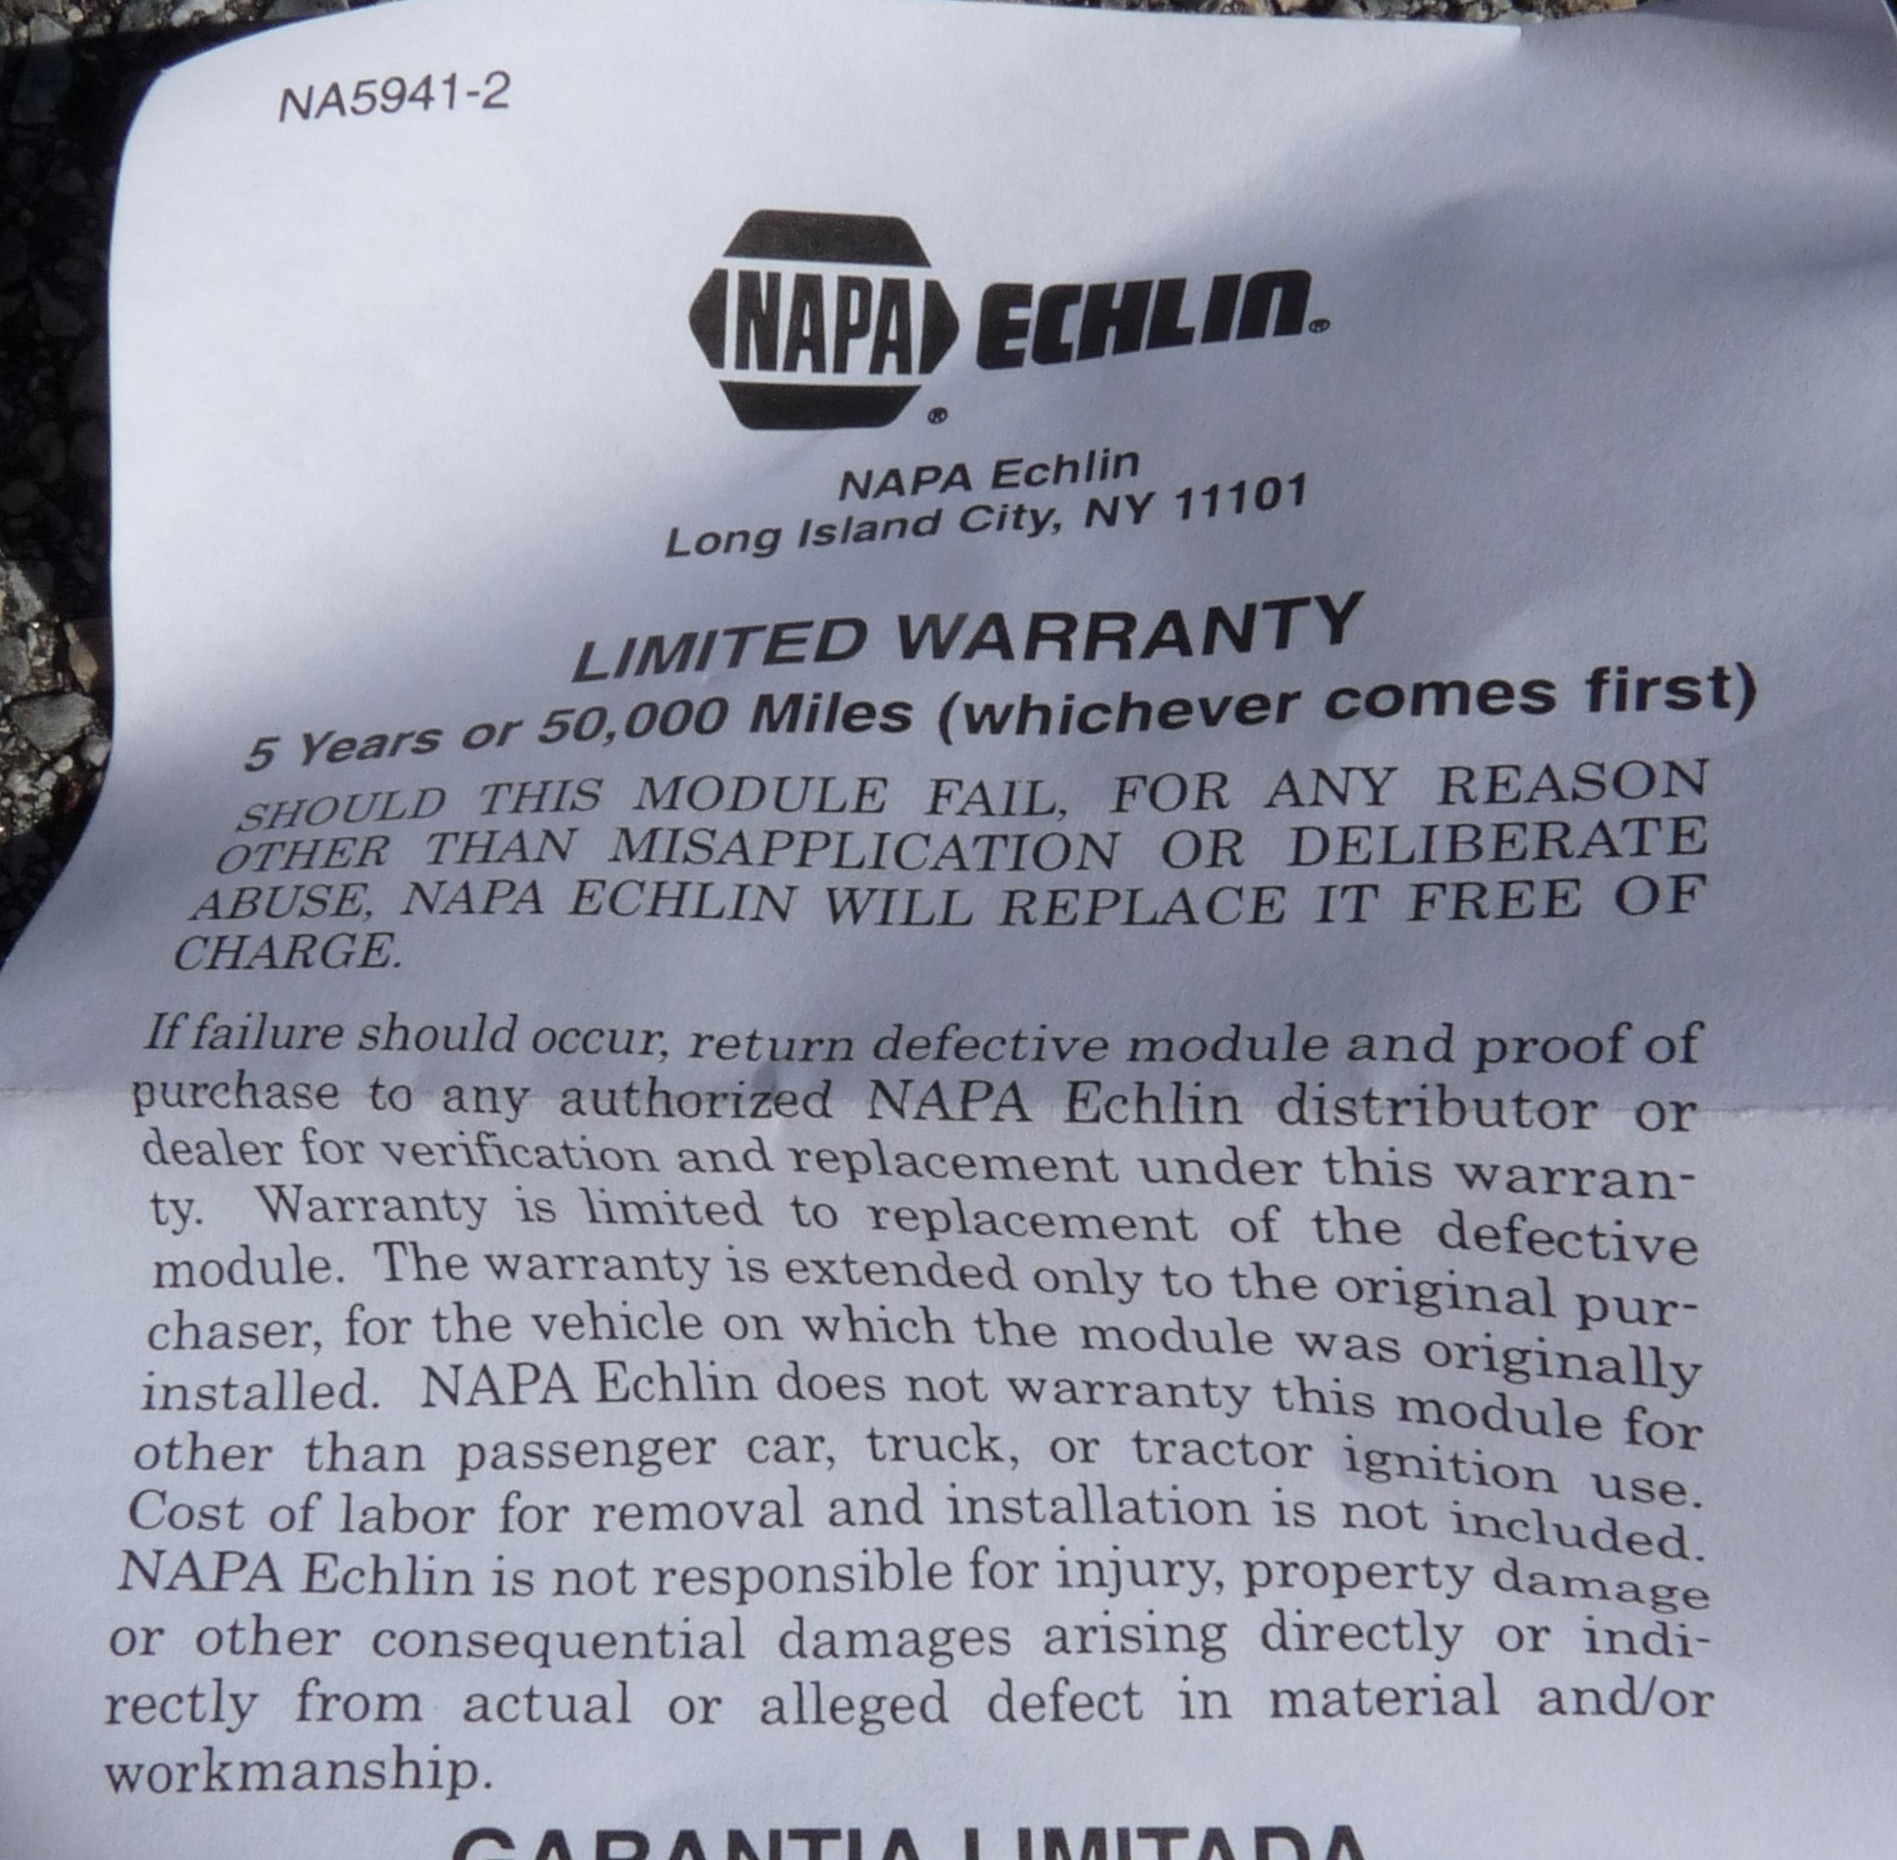 NA5941-2
NAPA ECHLIN®
®
NAPA Echlin
Long Island City, NY 11101
LIMITED WARRANTY
5 Years or 50,000 Miles (whichever comes first)
SHOULD THIS MODULE FAIL, FOR ANY REASON
OTHER THAN MISAPPLICATION OR DELIBERATE
ABUSE, NAPA ECHLIN WILL REPLACE IT FREE OF
CHARGE.
If failure should occur, return defective module and proof of
purchase to any authorized NAPA Echlin distributor or
dealer for verification and replacement under this warran-
ty. Warranty is limited to replacement of the defective
module. The warranty is extended only to the original pur-
chaser, for the vehicle on which the module was originally
installed. NAPA Echlin does not warranty this module for
other than passenger car, truck, or tractor ignition use.
Cost of labor for removal and installation is not included.
NAPA Echlin is not responsible for injury, property damage
or other consequential damages arising directly or indi-
rectly from actual or alleged defect in material and/or
workmanship.
GARANTIA LIMITADA